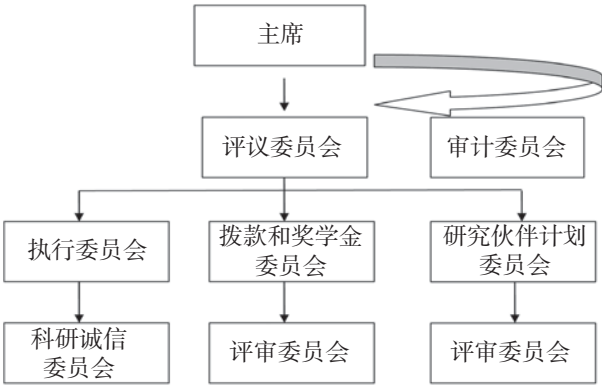 主席
评议委员会
审计委员会
执行委员会
拨款和奖学金
委员会
研究伙伴计划
委员会
科研诚信
委员会
评审委员会
评审委员会